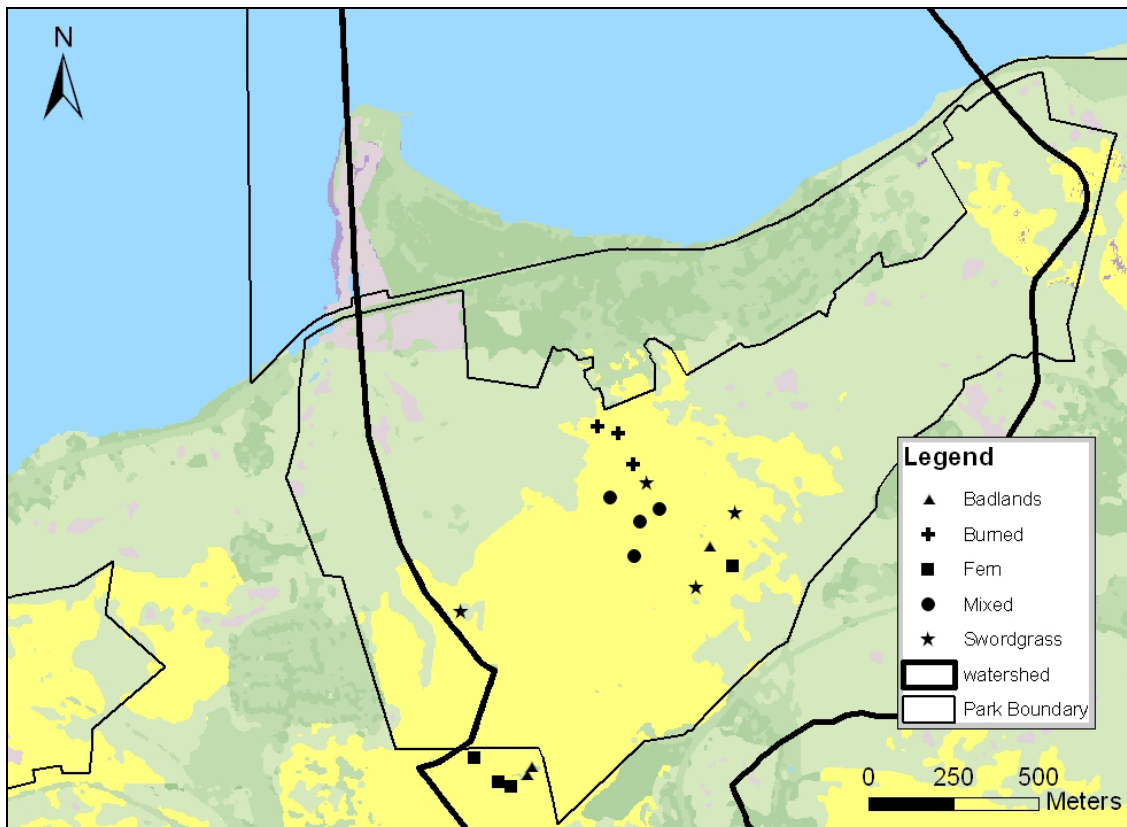 N
Legend
Badlands
Burned
Fern
Mixed
Swordgrass
watershed
Park Boundary
0 250 500
Meters